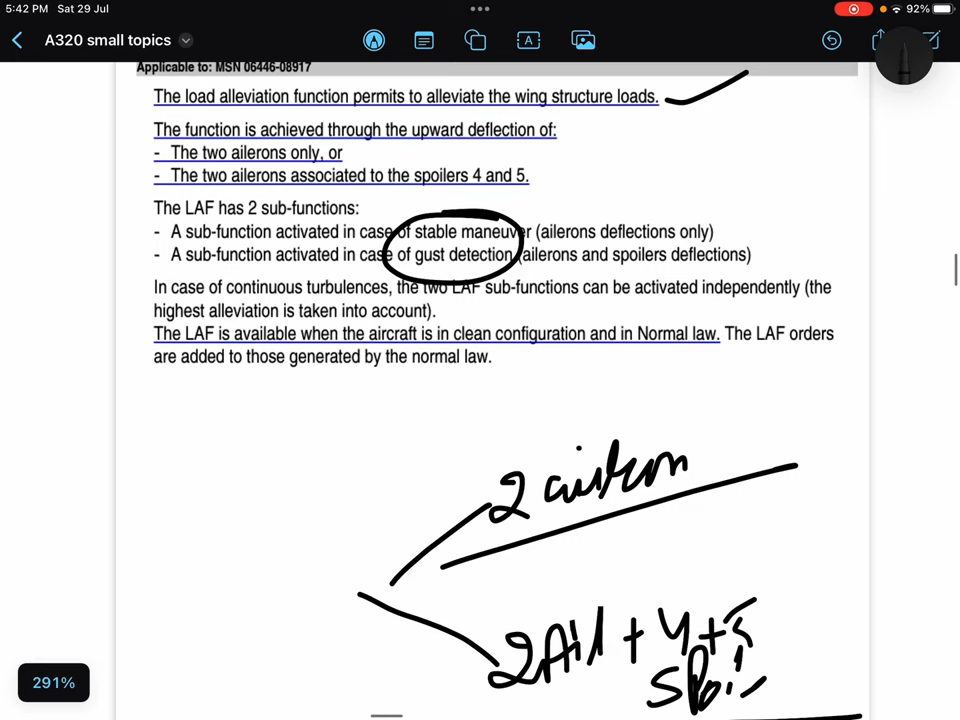 5:42 PM Sat 29 Jul
92%
A320 small topics
Applicable to: MSN 06446-08917
The load alleviation function permits to alleviate the wing structure loads.
The function is achieved through the upward deflection of:
- The two ailerons only, or
- The two ailerons associated to the spoilers 4 and 5.
The LAF has 2 sub-functions:
- A sub-function activated in case of stable maneuver (ailerons deflections only)
- A sub-function activated in case of gust detection (ailerons and spoilers deflections)
In case of continuous turbulences, the two LAF sub-functions can be activated independently (the
highest alleviation is taken into account).
The LAF is available when the aircraft is in clean configuration and in Normal law. The LAF orders
are added to those generated by the normal law.
2
2 Ail + 4 + 5
291%